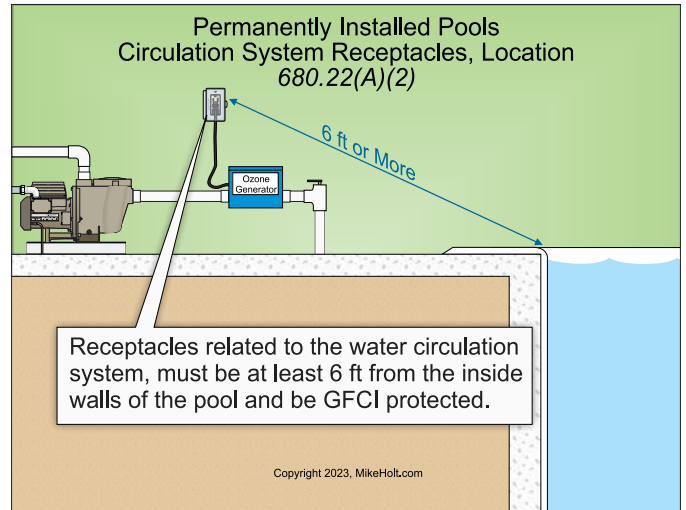 Permanently Installed Pools
Circulation System Receptacles, Location
680.22(A)(2)
6 ft or More
Ozone
Generator
Receptacles related to the water circulation
system, must be at least 6 ft from the inside
walls of the pool and be GFCI protected.
Copyright 2023, MikeHolt.com